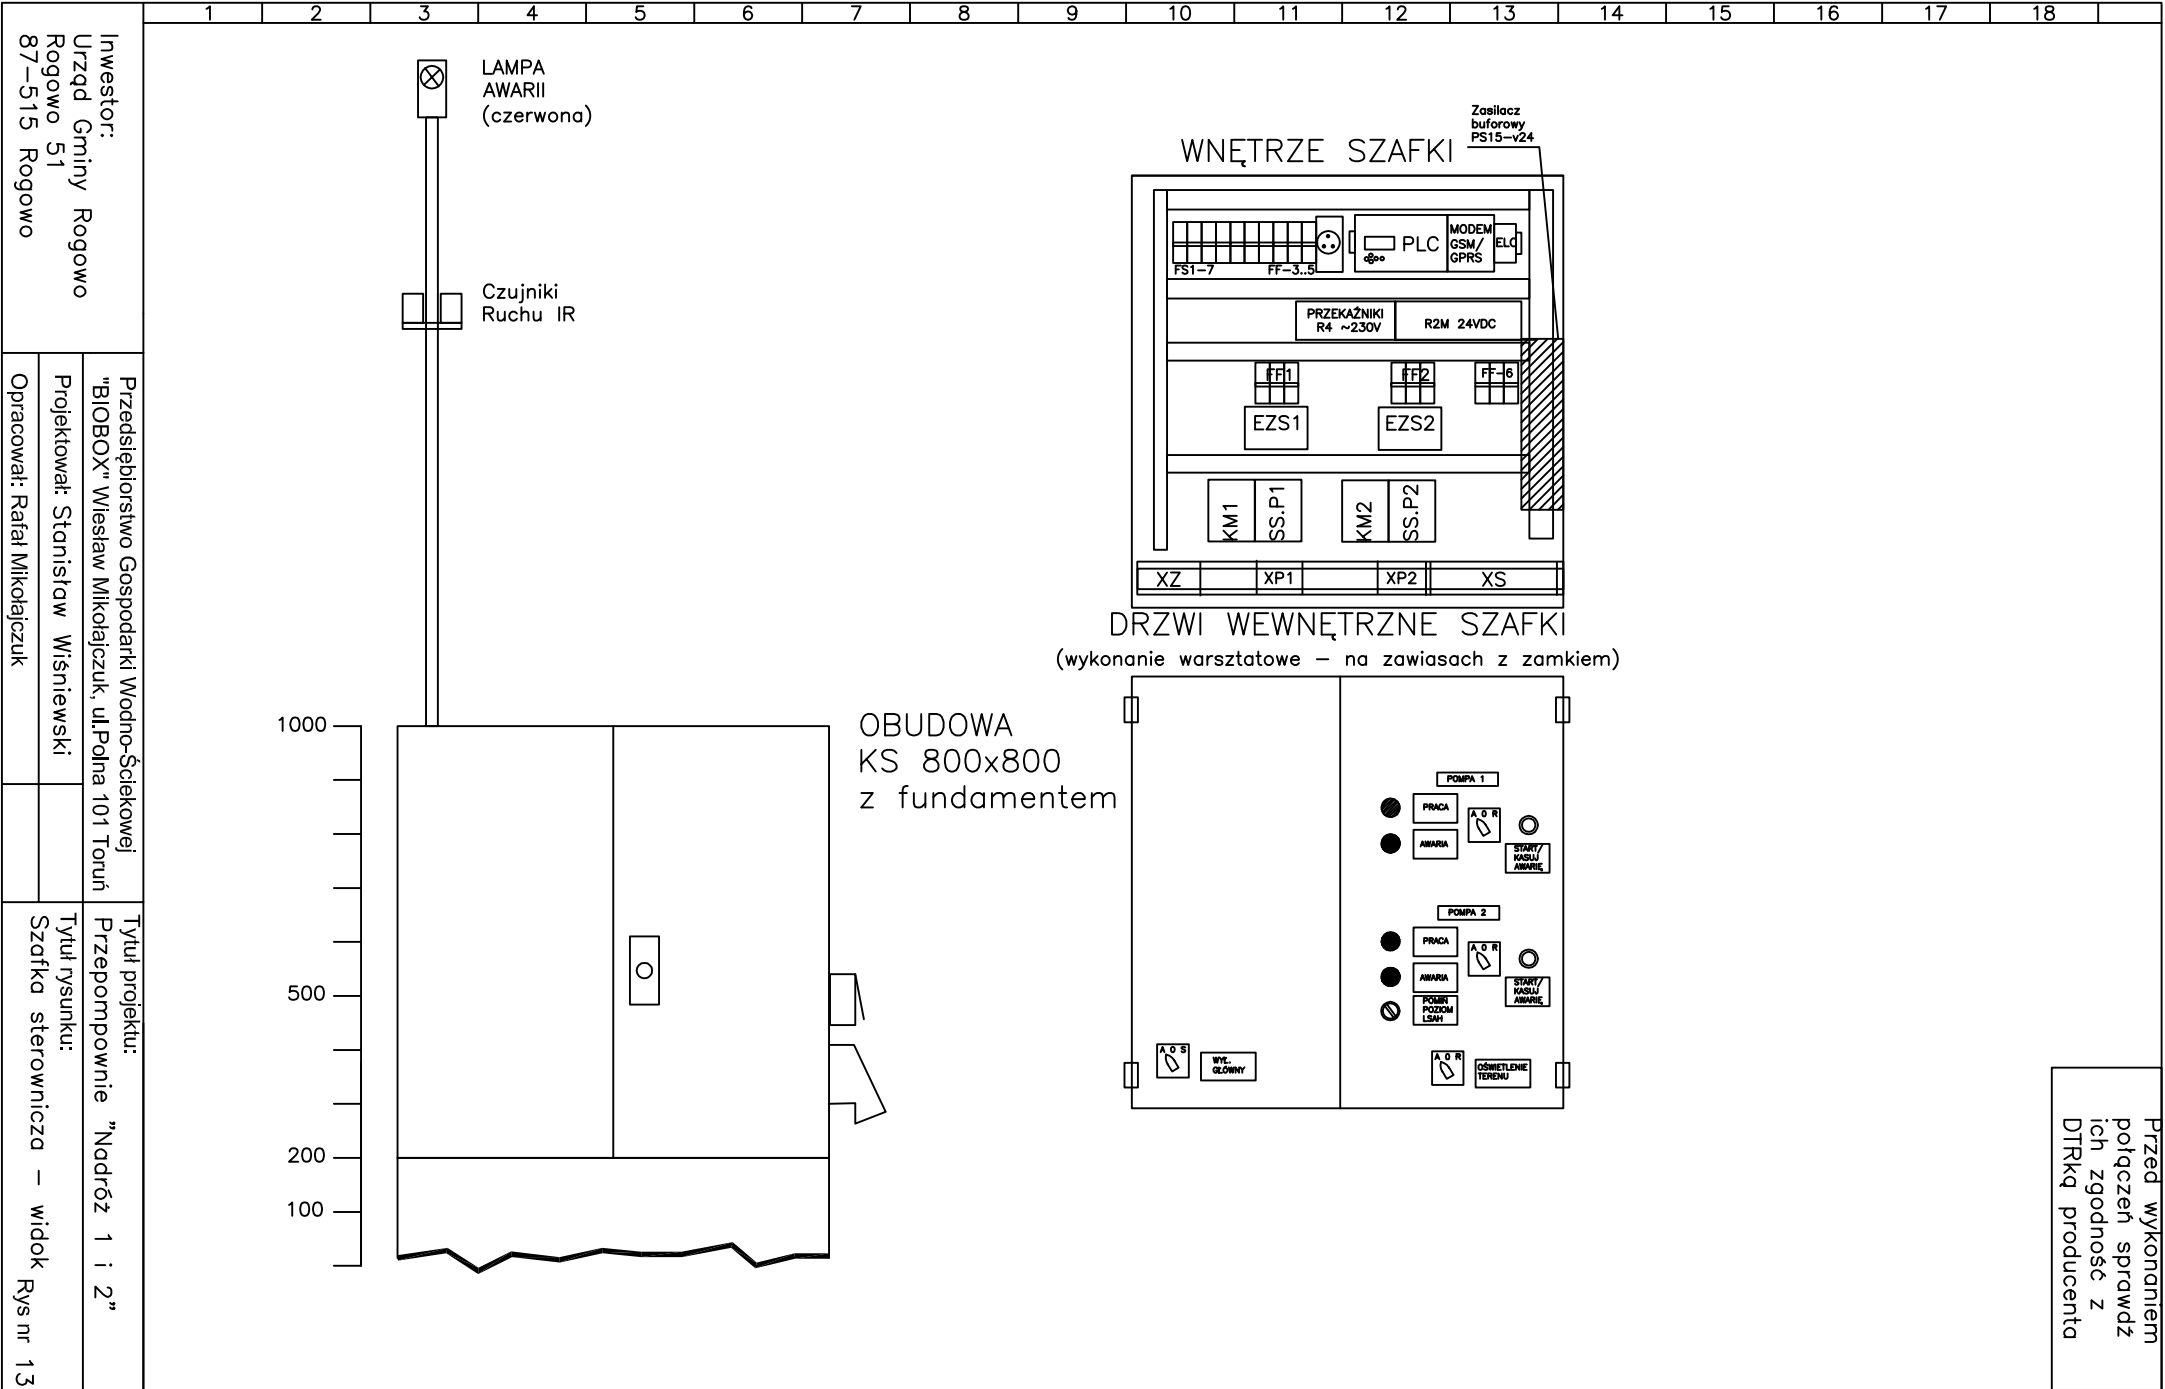 1 2 3 4 5 6 7 8 9 10 11 12 13 14 15 16 17 18
Inwestor:
Urząd Gminy Rogowo
Rogowo 51
87-515 Rogowo
Przedsiębiorstwo Gospodarki Wodno-Ściekowej
"BIOBOX" Wiesław Mikołajczuk, ul.Polna 101 Toruń
Projektował: Stanisław Wiśniewski
Opracował: Rafał Mikołajczuk
Tytuł projektu:
Przepompownie "Nadróż 1 i 2"
Tytuł rysunku:
Szafka sterownicza – widok
Rys nr 13
LAMPA
AWARII
(czerwona)
Czujniki
Ruchu IR
1000
500
200
100
OBUDOWA
KS 800x800
z fundamentem
WNĘTRZE SZAFKI
Zasilacz
buforowy
PS15-v24
FS1-7
FF-3..5
PLC
MODEM
GSM/
GPRS
ELC
PRZEKAŹNIKI
R4 ~230V
R2M 24VDC
FF1
FF2
FF-6
EZS1
EZS2
KM1
SS.P1
KM2
SS.P2
XZ
XP1
XP2
XS
DRZWI WEWNĘTRZNE SZAFKI
(wykonanie warsztatowe – na zawiasach z zamkiem)
POMPA 1
PRACA
A O R
AWARIA
START/
KASUJ
AWARIĘ
POMPA 2
PRACA
A O R
AWARIA
START/
KASUJ
AWARIĘ
POMIŃ
POZIOM
LSAH
A O S
WYŁ.
GŁÓWNY
A O R
OŚWIETLENIE
TERENU
Przed wykonaniem
połączeń sprawdź
ich zgodność z
DTRką producenta